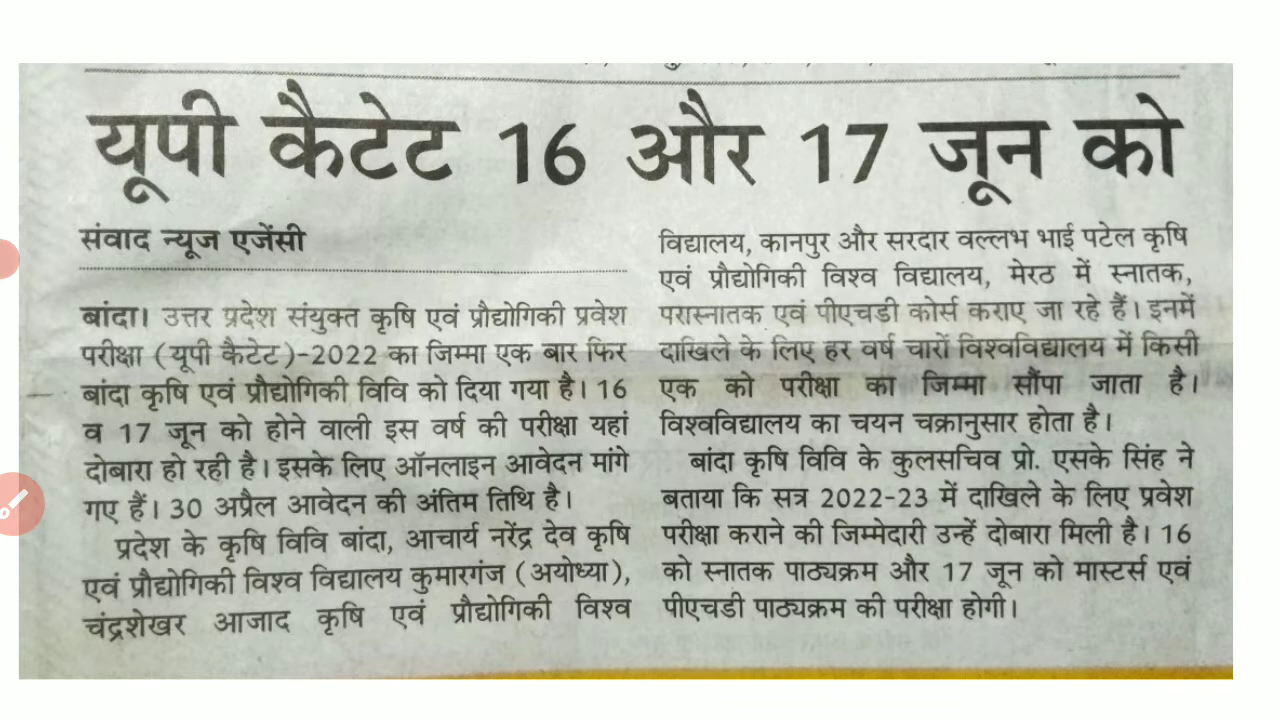 यूपी कैटेट 16 और 17 जून को
संवाद न्यूज एजेंसी
बांदा। उत्तर प्रदेश संयुक्त कृषि एवं प्रौद्योगिकी प्रवेश
परीक्षा (यूपी कैटेट)-2022 का जिम्मा एक बार फिर
बांदा कृषि एवं प्रौद्योगिकी विवि को दिया गया है। 16
व 17 जून को होने वाली इस वर्ष की परीक्षा यहां
दोबारा हो रही है। इसके लिए ऑनलाइन आवेदन मांगे
गए हैं। 30 अप्रैल आवेदन की अंतिम तिथि है।
प्रदेश के कृषि विवि बांदा, आचार्य नरेंद्र देव कृषि
एवं प्रौद्योगिकी विश्व विद्यालय कुमारगंज (अयोध्या),
चंद्रशेखर आजाद कृषि एवं प्रौद्योगिकी विश्व
विद्यालय, कानपुर और सरदार वल्लभ भाई पटेल कृषि
एवं प्रौद्योगिकी विश्व विद्यालय, मेरठ में स्नातक,
परास्नातक एवं पीएचडी कोर्स कराए जा रहे हैं। इनमें
दाखिले के लिए हर वर्ष चारों विश्वविद्यालय में किसी
एक को परीक्षा का जिम्मा सौंपा जाता है।
विश्वविद्यालय का चयन चक्रानुसार होता है।
बांदा कृषि विवि के कुलसचिव प्रो. एसके सिंह ने
बताया कि सत्र 2022-23 में दाखिले के लिए प्रवेश
परीक्षा कराने की जिम्मेदारी उन्हें दोबारा मिली है। 16
को स्नातक पाठ्यक्रम और 17 जून को मास्टर्स एवं
पीएचडी पाठ्यक्रम की परीक्षा होगी।